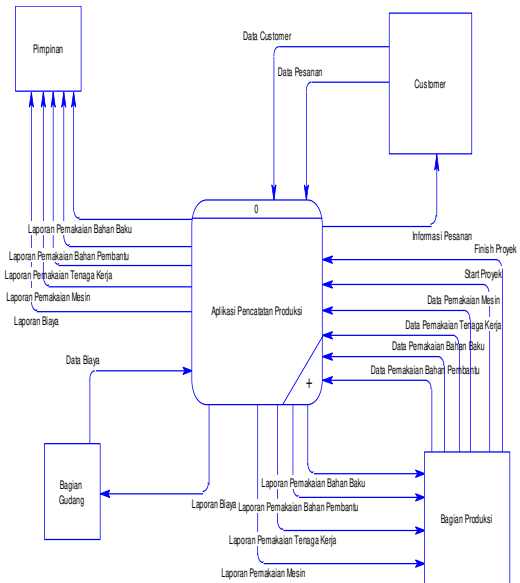 Data Customer
Pimpinan
Data Pesanan
Customer
0
Laporan Pemakaian Bahan Baku
Informasi Pesanan
Finish Proyek
Laporan Pemakaian Bahan Pembantu
Laporan Pemakaian Tenaga Kerja
Start Proyek
Laporan Pemakaian Mesin
Data Pemakaian Mesin
Laporan Biaya
Aplikasi Pencatatan Produksi
Data Pemakaian Tenaga Kerja
Data Pemakaian Bahan Baku
Data Biaya
Data Pemakaian Bahan Pembantu
+
Bagian
Gudang
Laporan Biaya
Laporan Pemakaian Bahan Baku
Laporan Pemakaian Bahan Pembantu
Bagian Produksi
Laporan Pemakaian Tenaga Kerja
Laporan Pemakaian Mesin